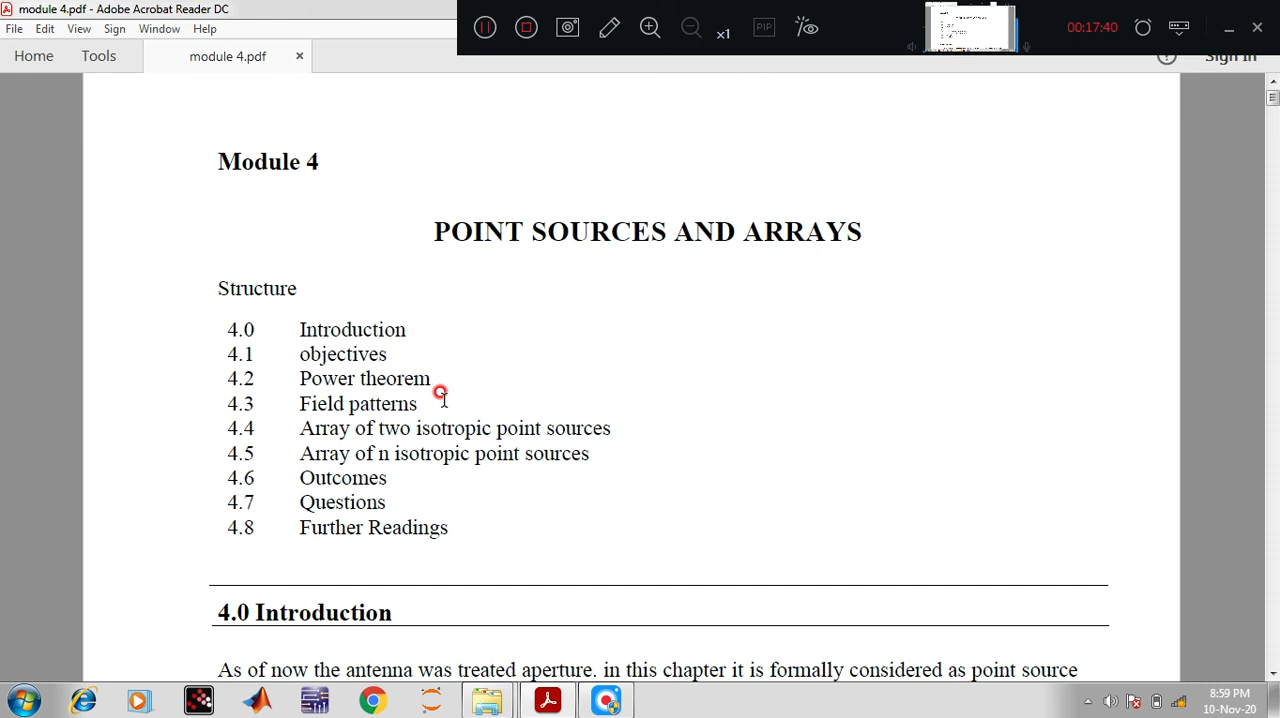 module 4.pdf - Adobe Acrobat Reader DC
File Edit View Sign Window Help
x1
PIP
00:17:40
Home Tools module 4.pdf × Sign In
Module 4
POINT SOURCES AND ARRAYS
Structure
4.0 Introduction
4.1 objectives
4.2 Power theorem
4.3 Field patterns
4.4 Array of two isotropic point sources
4.5 Array of n isotropic point sources
4.6 Outcomes
4.7 Questions
4.8 Further Readings
4.0 Introduction
As of now the antenna was treated aperture. in this chapter it is formally considered as point source
8:59 PM
10-Nov-20